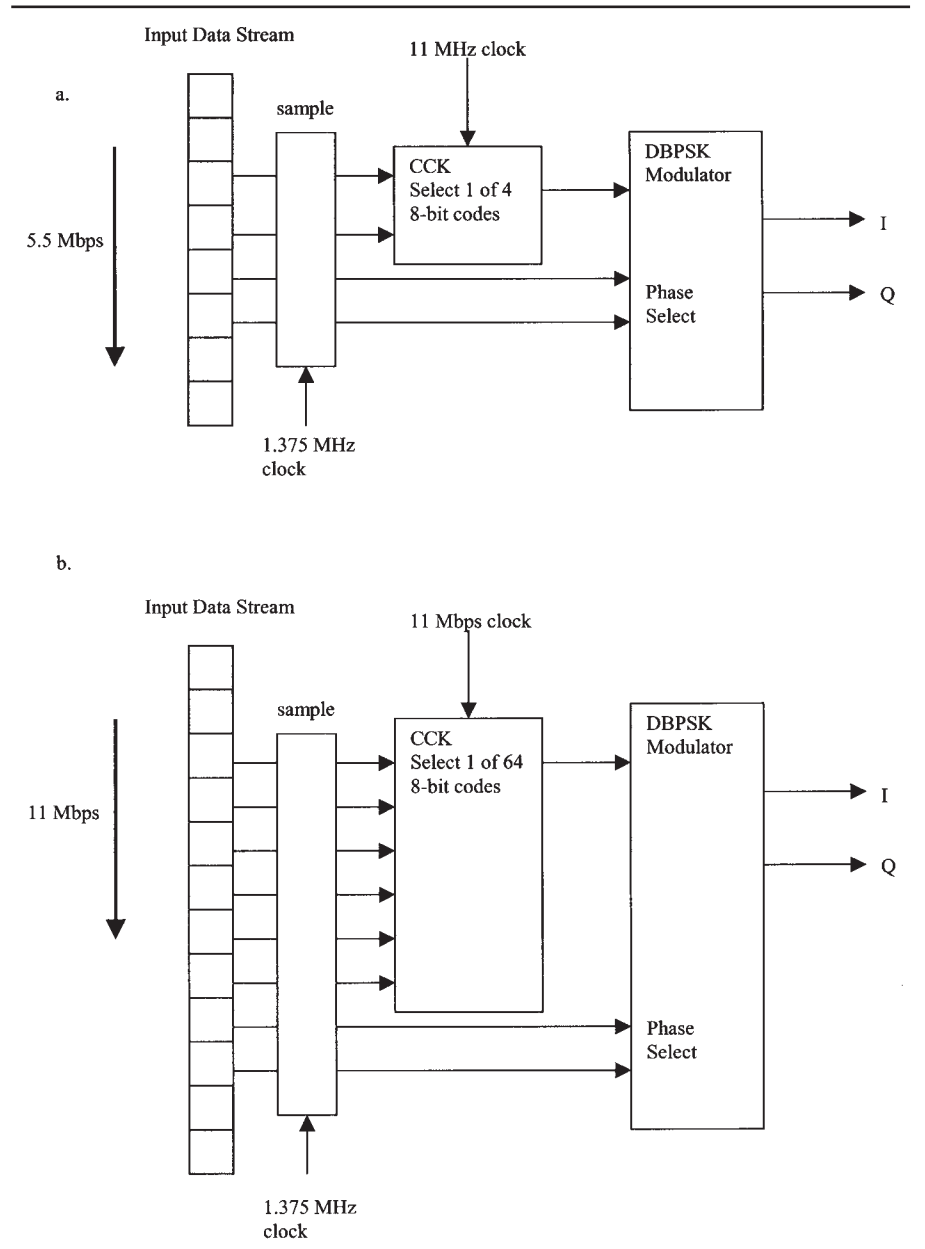 Input Data Stream
11 MHz clock
a.
sample
CCK
Select 1 of 4
8-bit codes
DBPSK
Modulator
I
5.5 Mbps
Phase
Select
Q
1.375 MHz
clock
b.
Input Data Stream
11 Mbps clock
sample
CCK
Select 1 of 64
8-bit codes
DBPSK
Modulator
I
11 Mbps
Q
Phase
Select
1.375 MHz
clock